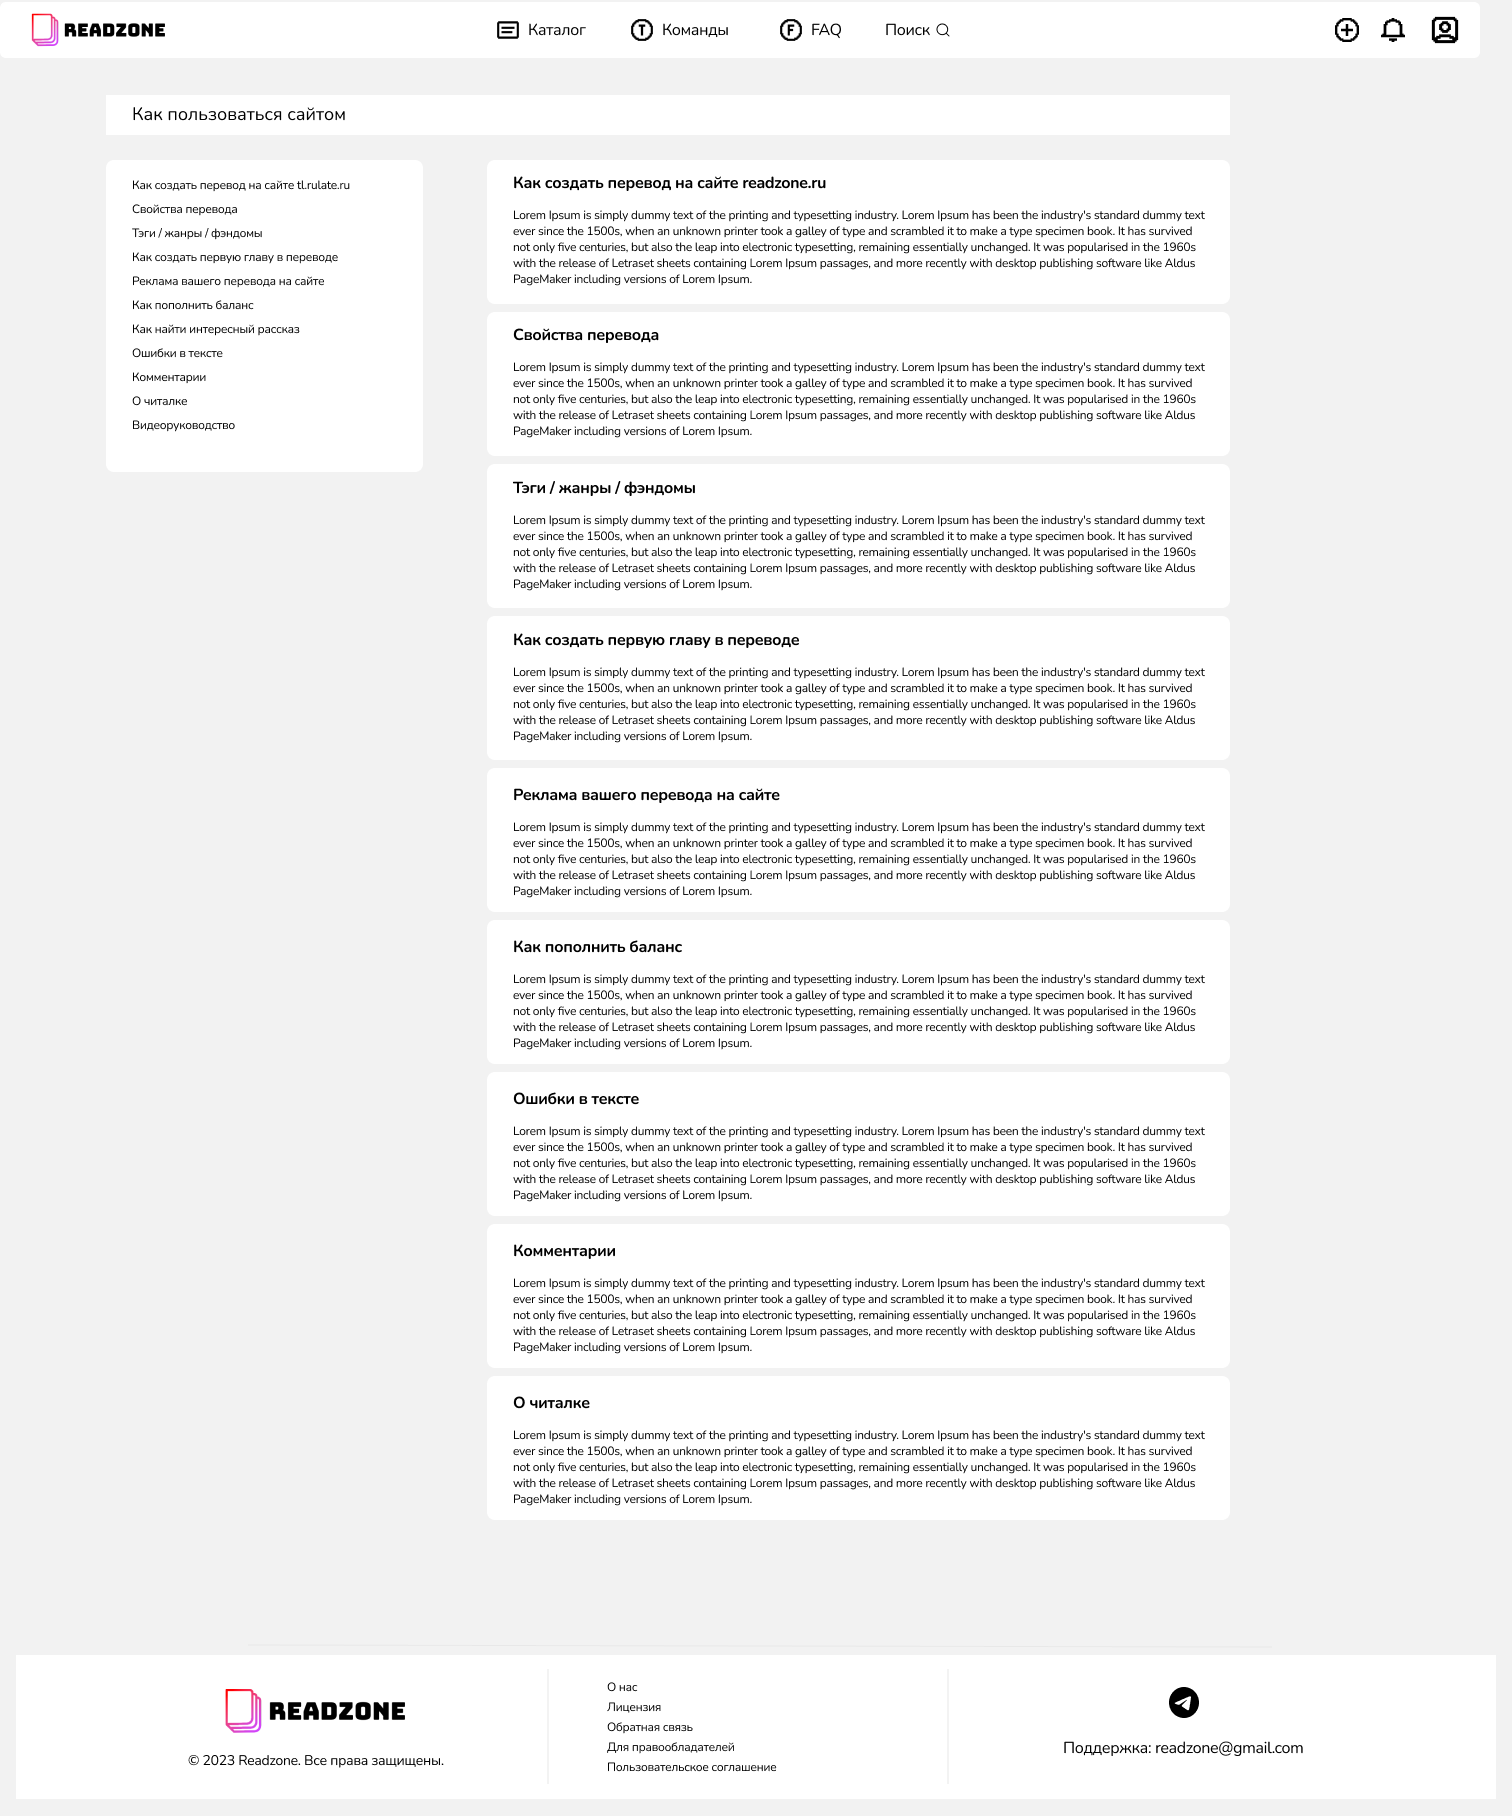 READZONE
Каталог
Команды
FAQ
Поиск
Как пользоваться сайтом
Как создать перевод на сайте tl.rulate.ru
Свойства перевода
Тэги / жанры / фэндомы
Как создать первую главу в переводе
Реклама вашего перевода на сайте
Как пополнить баланс
Как найти интересный рассказ
Ошибки в тексте
Комментарии
О читалке
Видеоруководство
Как создать перевод на сайте readzone.ru
Lorem Ipsum is simply dummy text of the printing and typesetting industry. Lorem Ipsum has been the industry's standard dummy text
ever since the 1500s, when an unknown printer took a galley of type and scrambled it to make a type specimen book. It has survived
not only five centuries, but also the leap into electronic typesetting, remaining essentially unchanged. It was popularised in the 1960s
with the release of Letraset sheets containing Lorem Ipsum passages, and more recently with desktop publishing software like Aldus
PageMaker including versions of Lorem Ipsum.
Свойства перевода
Lorem Ipsum is simply dummy text of the printing and typesetting industry. Lorem Ipsum has been the industry's standard dummy text
ever since the 1500s, when an unknown printer took a galley of type and scrambled it to make a type specimen book. It has survived
not only five centuries, but also the leap into electronic typesetting, remaining essentially unchanged. It was popularised in the 1960s
with the release of Letraset sheets containing Lorem Ipsum passages, and more recently with desktop publishing software like Aldus
PageMaker including versions of Lorem Ipsum.
Тэги / жанры / фэндомы
Lorem Ipsum is simply dummy text of the printing and typesetting industry. Lorem Ipsum has been the industry's standard dummy text
ever since the 1500s, when an unknown printer took a galley of type and scrambled it to make a type specimen book. It has survived
not only five centuries, but also the leap into electronic typesetting, remaining essentially unchanged. It was popularised in the 1960s
with the release of Letraset sheets containing Lorem Ipsum passages, and more recently with desktop publishing software like Aldus
PageMaker including versions of Lorem Ipsum.
Как создать первую главу в переводе
Lorem Ipsum is simply dummy text of the printing and typesetting industry. Lorem Ipsum has been the industry's standard dummy text
ever since the 1500s, when an unknown printer took a galley of type and scrambled it to make a type specimen book. It has survived
not only five centuries, but also the leap into electronic typesetting, remaining essentially unchanged. It was popularised in the 1960s
with the release of Letraset sheets containing Lorem Ipsum passages, and more recently with desktop publishing software like Aldus
PageMaker including versions of Lorem Ipsum.
Реклама вашего перевода на сайте
Lorem Ipsum is simply dummy text of the printing and typesetting industry. Lorem Ipsum has been the industry's standard dummy text
ever since the 1500s, when an unknown printer took a galley of type and scrambled it to make a type specimen book. It has survived
not only five centuries, but also the leap into electronic typesetting, remaining essentially unchanged. It was popularised in the 1960s
with the release of Letraset sheets containing Lorem Ipsum passages, and more recently with desktop publishing software like Aldus
PageMaker including versions of Lorem Ipsum.
Как пополнить баланс
Lorem Ipsum is simply dummy text of the printing and typesetting industry. Lorem Ipsum has been the industry's standard dummy text
ever since the 1500s, when an unknown printer took a galley of type and scrambled it to make a type specimen book. It has survived
not only five centuries, but also the leap into electronic typesetting, remaining essentially unchanged. It was popularised in the 1960s
with the release of Letraset sheets containing Lorem Ipsum passages, and more recently with desktop publishing software like Aldus
PageMaker including versions of Lorem Ipsum.
Ошибки в тексте
Lorem Ipsum is simply dummy text of the printing and typesetting industry. Lorem Ipsum has been the industry's standard dummy text
ever since the 1500s, when an unknown printer took a galley of type and scrambled it to make a type specimen book. It has survived
not only five centuries, but also the leap into electronic typesetting, remaining essentially unchanged. It was popularised in the 1960s
with the release of Letraset sheets containing Lorem Ipsum passages, and more recently with desktop publishing software like Aldus
PageMaker including versions of Lorem Ipsum.
Комментарии
Lorem Ipsum is simply dummy text of the printing and typesetting industry. Lorem Ipsum has been the industry's standard dummy text
ever since the 1500s, when an unknown printer took a galley of type and scrambled it to make a type specimen book. It has survived
not only five centuries, but also the leap into electronic typesetting, remaining essentially unchanged. It was popularised in the 1960s
with the release of Letraset sheets containing Lorem Ipsum passages, and more recently with desktop publishing software like Aldus
PageMaker including versions of Lorem Ipsum.
О читалке
Lorem Ipsum is simply dummy text of the printing and typesetting industry. Lorem Ipsum has been the industry's standard dummy text
ever since the 1500s, when an unknown printer took a galley of type and scrambled it to make a type specimen book. It has survived
not only five centuries, but also the leap into electronic typesetting, remaining essentially unchanged. It was popularised in the 1960s
with the release of Letraset sheets containing Lorem Ipsum passages, and more recently with desktop publishing software like Aldus
PageMaker including versions of Lorem Ipsum.
READZONE
© 2023 Readzone. Все права защищены.
О нас
Лицензия
Обратная связь
Для правообладателей
Пользовательское соглашение
Поддержка: readzone@gmail.com